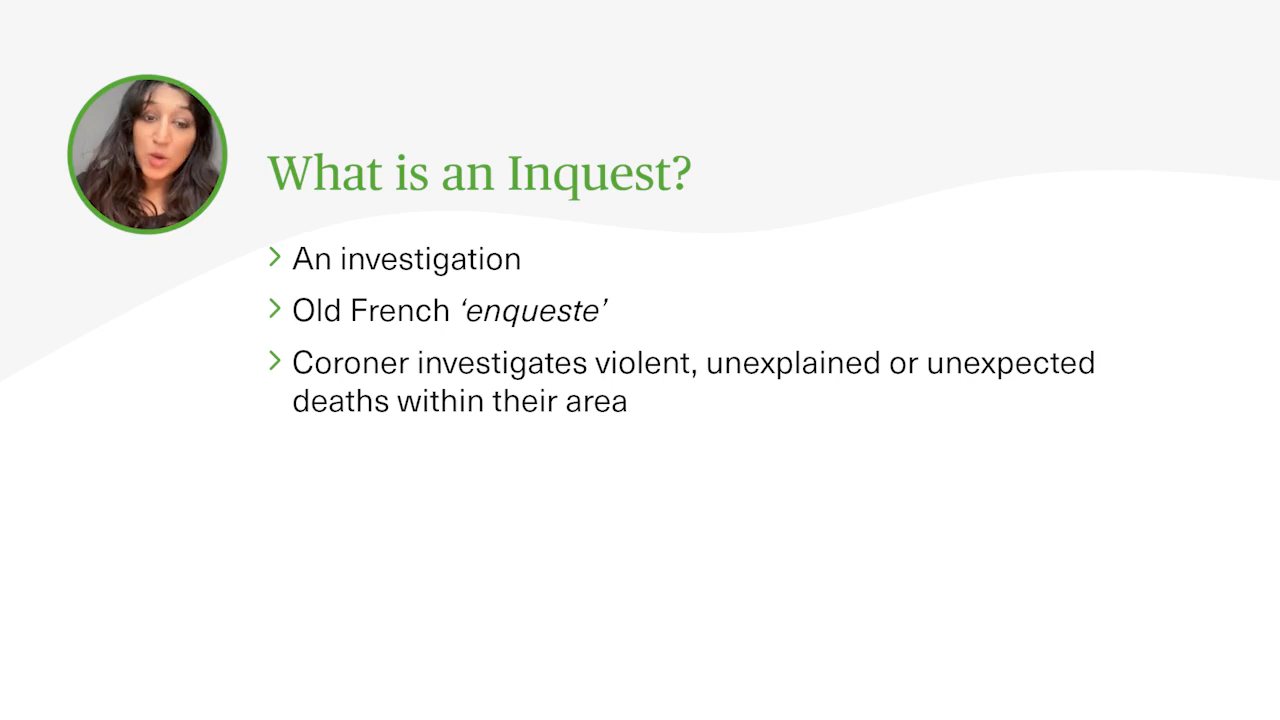 What is an Inquest?
An investigation
Old French ‘enqueste’
Coroner investigates violent, unexplained or unexpected
deaths within their area